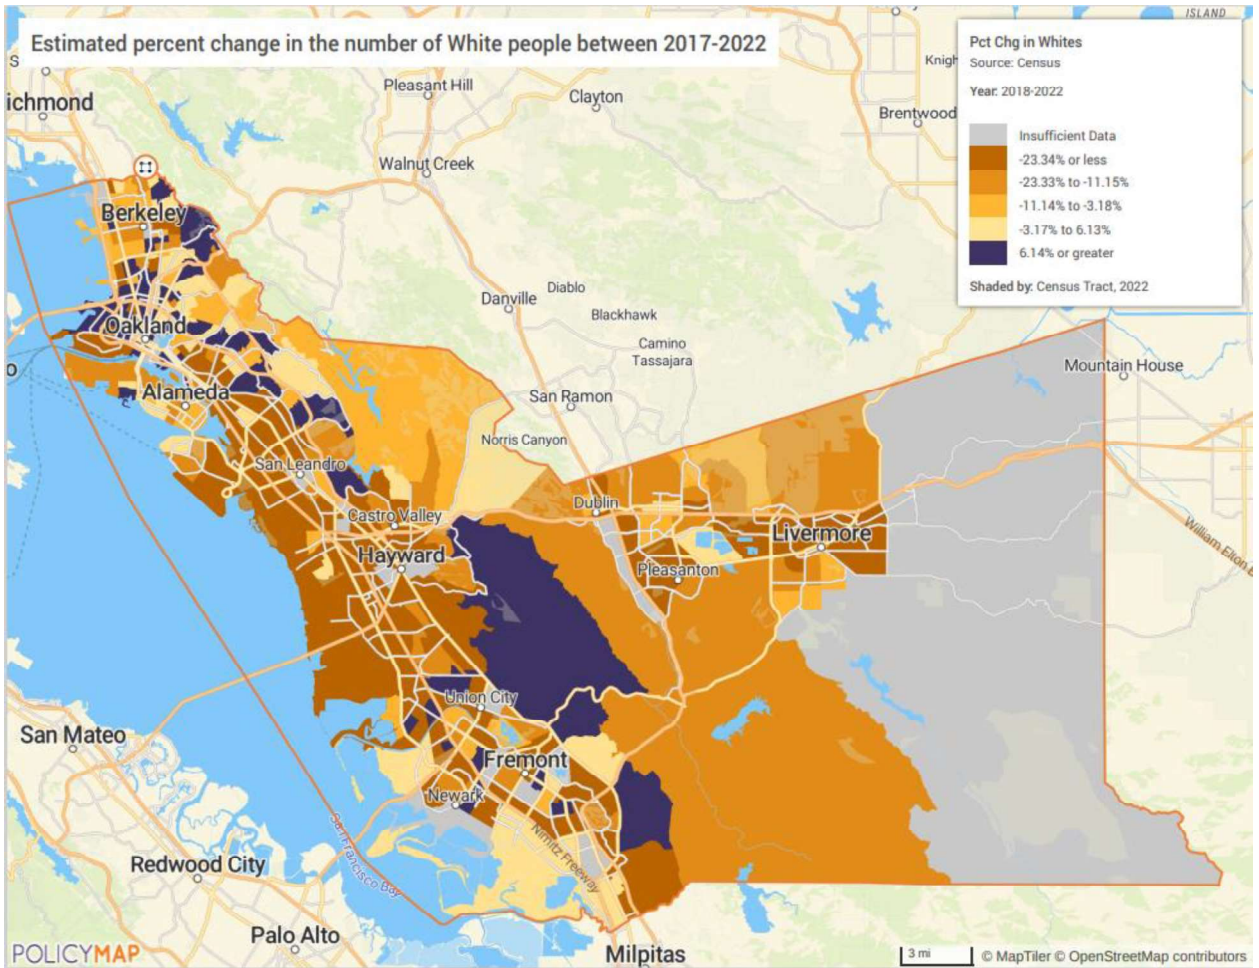 Estimated percent change in the number of White people between 2017-2022
ISLAND
Pct Chg in Whites
Source: Census
Year: 2018-2022
Insufficient Data
-23.34% or less
-23.33% to -11.15%
-11.14% to -3.18%
-3.17% to 6.13%
6.14% or greater
Shaded by: Census Tract, 2022
S
Knigh
ichmond
Pleasant Hill
Clayton
Brentwood
Walnut Creek
Berkeley
Danville
Diablo
Blackhawk
Oakland
Camino
Tassajara
Mountain House
o
Alameda
San Ramon
Norris Canyon
San Leandro
Dublin
Castro Valley
Livermore
Hayward
William Elton B
Pleasanton
Union City
San Mateo
Fremont
Newark
Nimitz Freeway
San Francisco Bay
Redwood City
Palo Alto
Milpitas
POLICYMAP
3 mi
© MapTiler © OpenStreetMap contributors